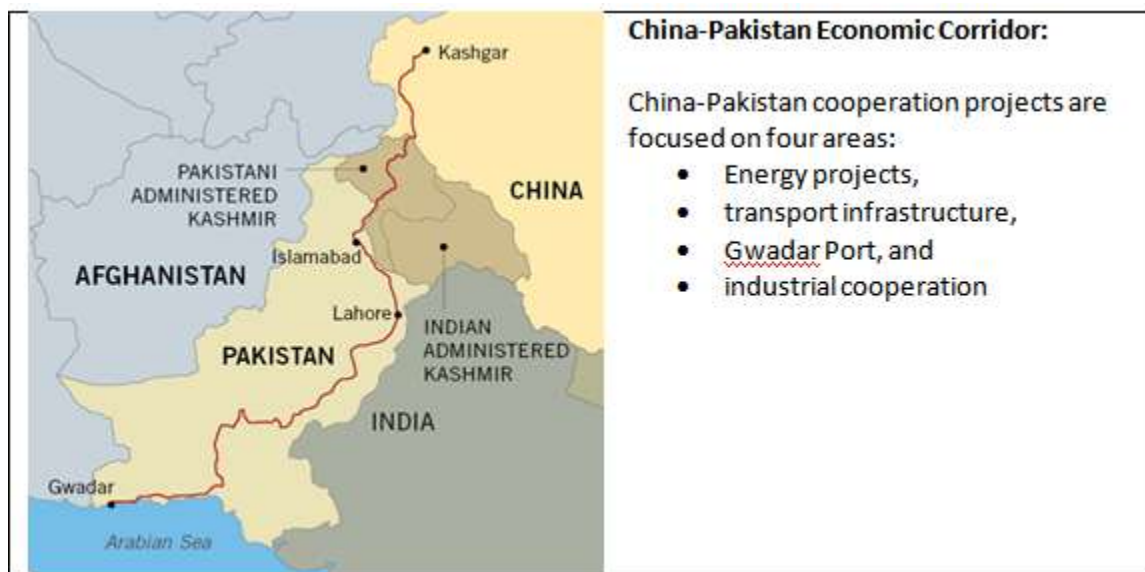 Kashgar
PAKISTANI
ADMINISTERED
KASHMIR
CHINA
Islamabad
AFGHANISTAN
Lahore
INDIAN
ADMINISTERED
KASHMIR
PAKISTAN
INDIA
Gwadar
Arabian Sea
China-Pakistan Economic Corridor:
China-Pakistan cooperation projects are
focused on four areas:
• Energy projects,
• transport infrastructure,
• Gwadar Port, and
• industrial cooperation